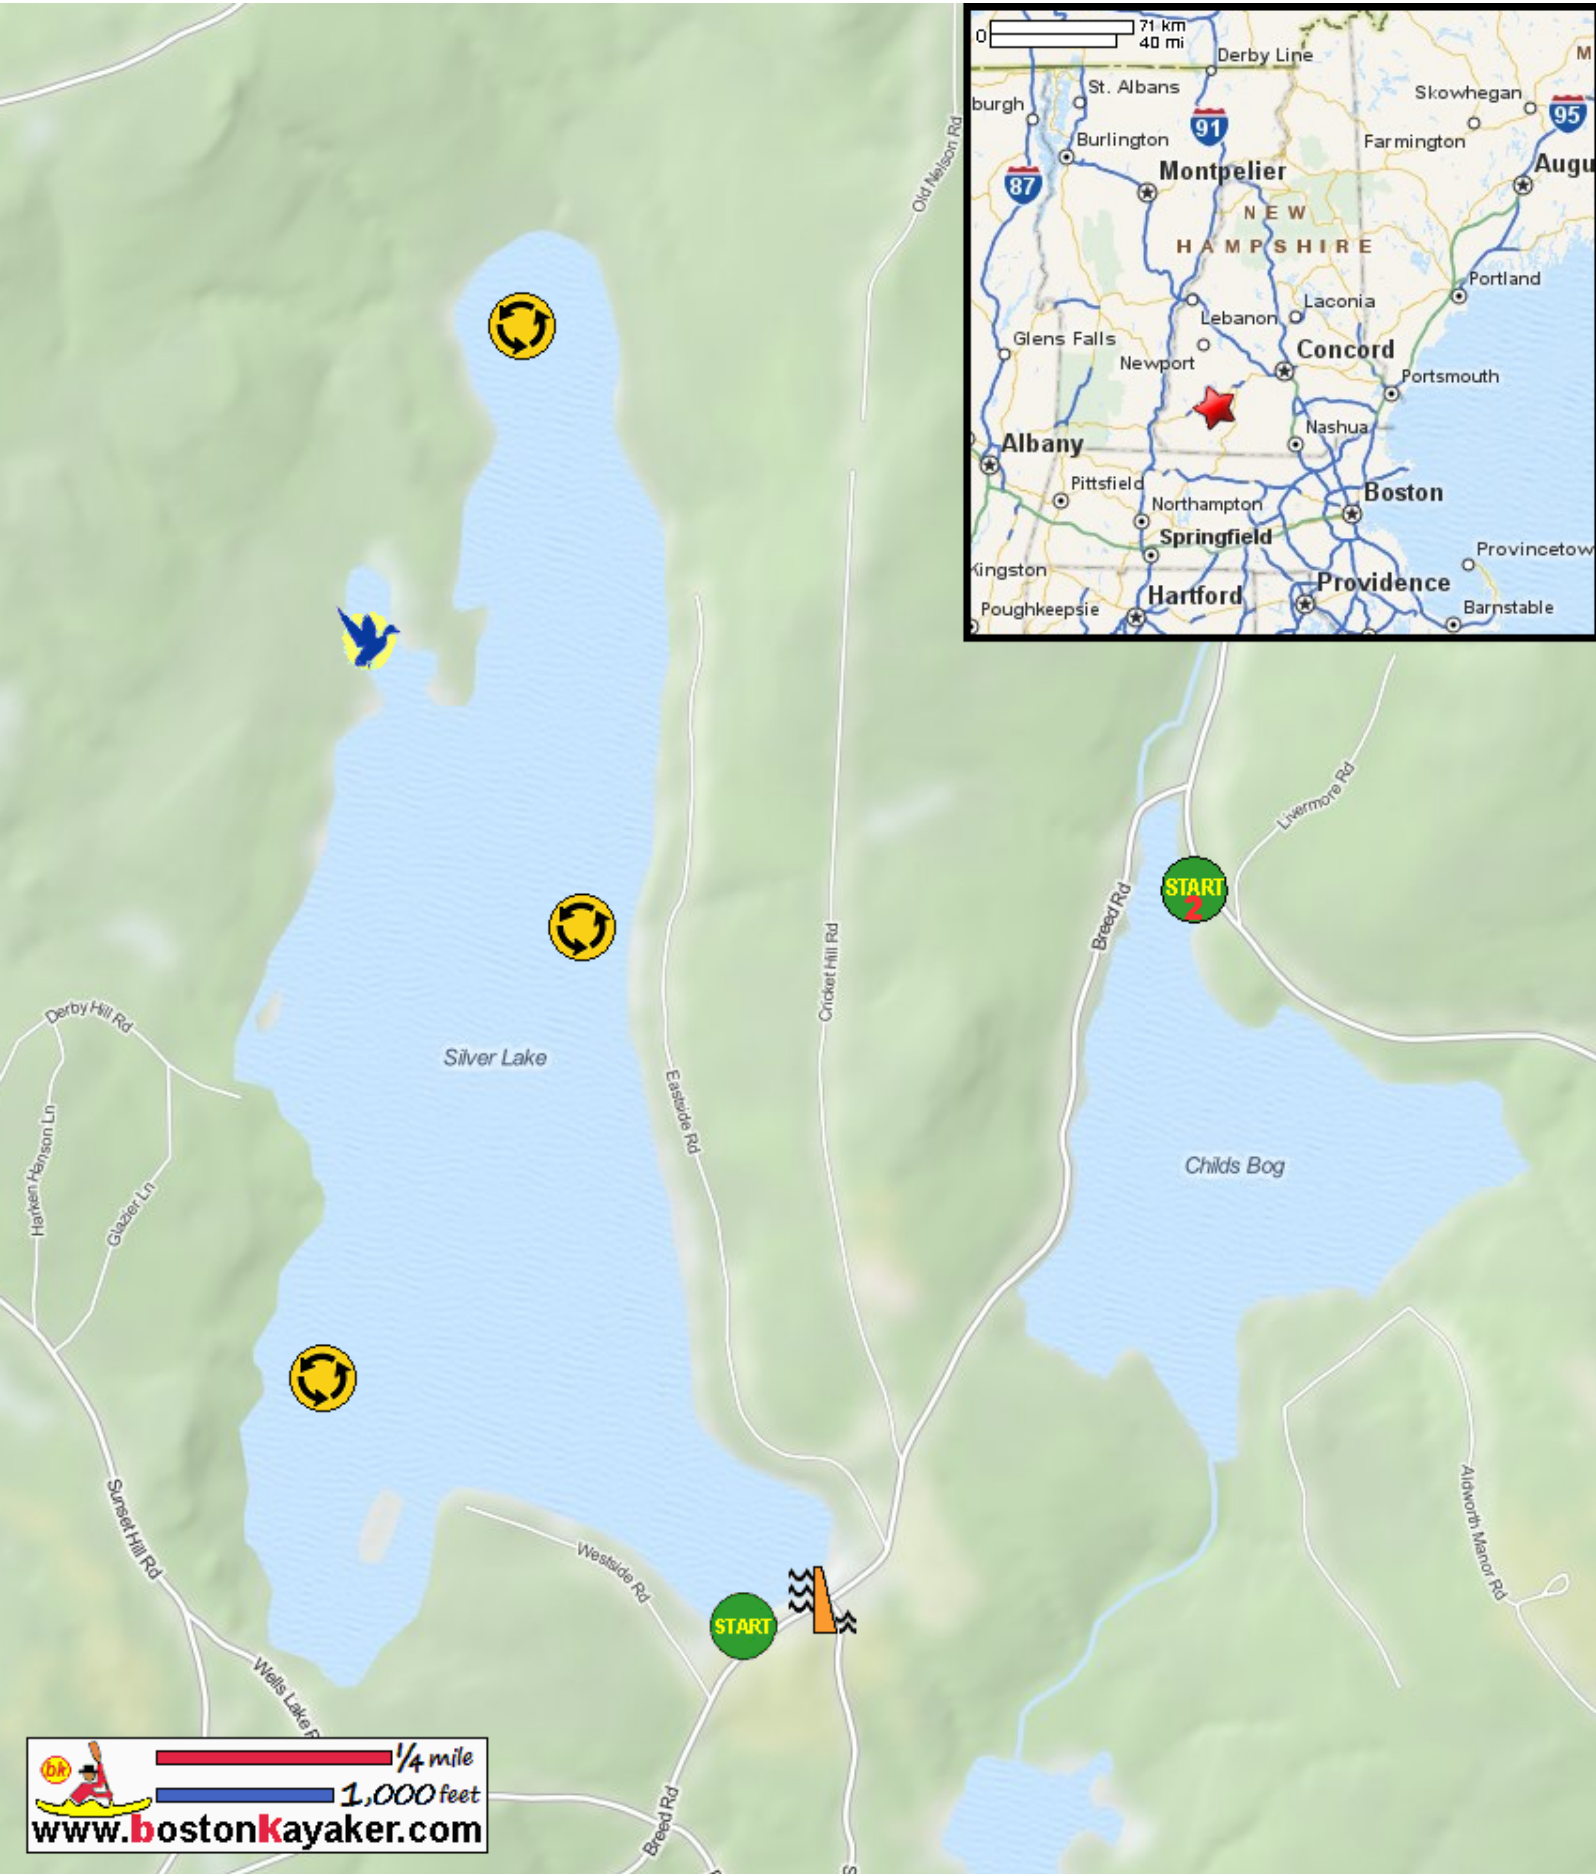 0
71 km
40 mi
Derby Line
M
St. Albans
burgh
Skowhegan
95
91
Farmington
Burlington
Montpelier
Augu
87
NEW
HAMPSHIRE
Portland
Laconia
Lebanon
Glens Falls
Concord
Newport
Portsmouth
Nashua
Albany
Pittsfield
Boston
Northampton
Springfield
Provincetow
Kingston
Providence
Hartford
Barnstable
Poughkeepsie
Old Nelson Rd
Livermore Rd
START
2
Breed Rd
Cricket Hill Rd
Derby Hill Rd
Silver Lake
Eastside Rd
Harken Hanson Ln
Glazier Ln
Childs Bog
Sunset Hill Rd
Westside Rd
Aldworth Manor Rd
START
Wells Lake R
Breed Rd
bk
1/4 mile
1,000 feet
www.bostonkayaker.com